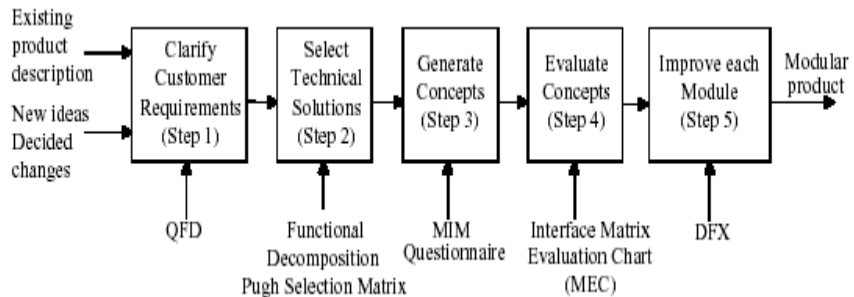 Existing
product
description
New ideas
Decided
changes
Clarify
Customer
Requirements
(Step 1)
Select
Technical
Solutions
(Step 2)
Generate
Concepts
(Step 3)
Evaluate
Concepts
(Step 4)
Improve each
Module
(Step 5)
Modular
product
QFD
Functional
Decomposition
Pugh Selection Matrix
MIM
Questionnaire
Interface Matrix
Evaluation Chart
(MEC)
DFX